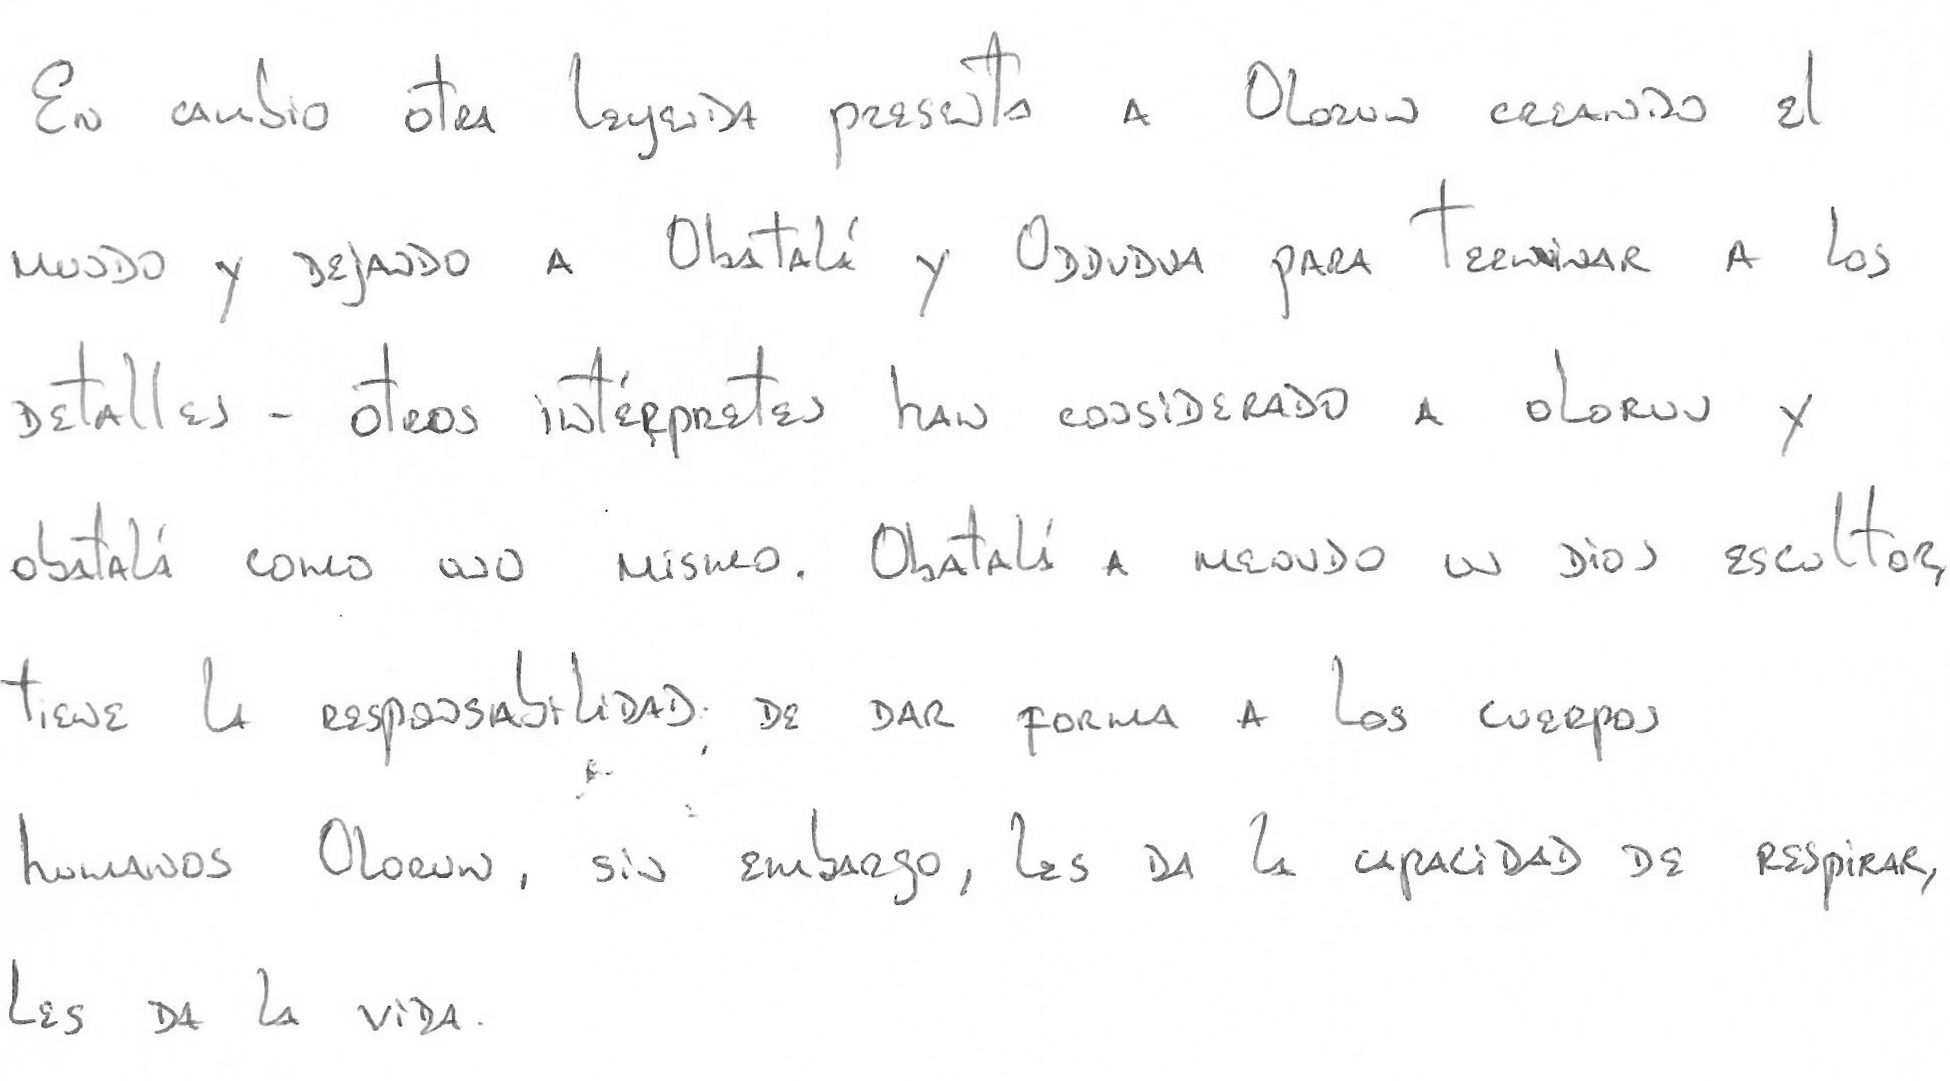 En cambio otra leyenda presenta a Olorun creando el
mundo y dejando a Obatalá y Oddudua para terminar a los
detalles - otros intérpretes han considerado a olorun y
obatalá como uno mismo. Obatalá a menudo un dios escultor,
tiene la responsabilidad, de dar forma a los cuerpos
humanos Olorun, sin embargo, les da la capacidad de respirar,
les da la vida.